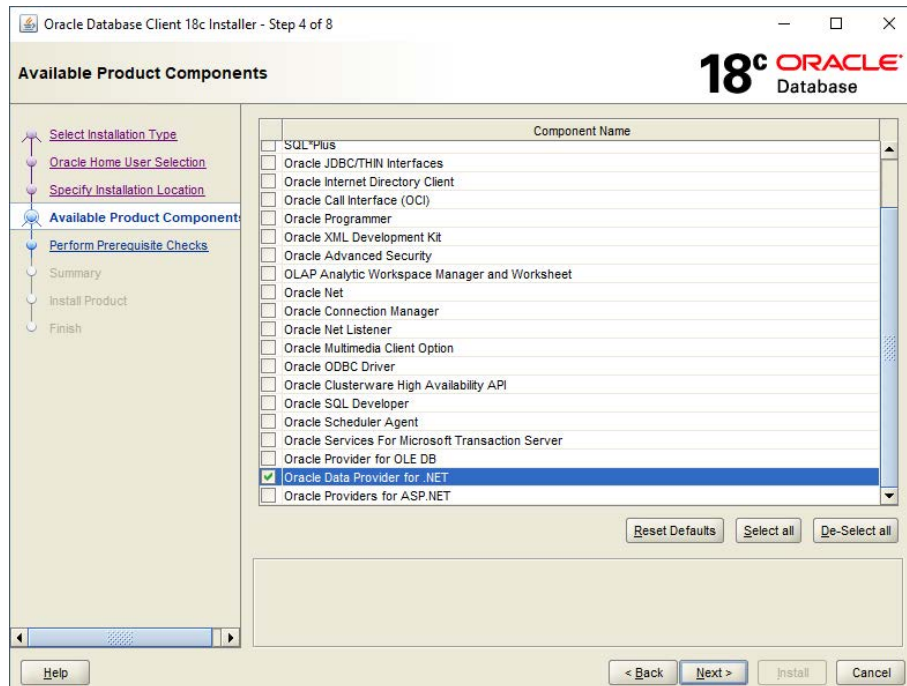 Oracle Database Client 18c Installer - Step 4 of 8
Available Product Components
18c ORACLE
Database
Select Installation Type
Oracle Home User Selection
Specify Installation Location
Available Product Components
Perform Prerequisite Checks
Summary
Install Product
Finish
Component Name
SQL*Plus
Oracle JDBC/THIN Interfaces
Oracle Internet Directory Client
Oracle Call Interface (OCI)
Oracle Programmer
Oracle XML Development Kit
Oracle Advanced Security
OLAP Analytic Workspace Manager and Worksheet
Oracle Net
Oracle Connection Manager
Oracle Net Listener
Oracle Multimedia Client Option
Oracle ODBC Driver
Oracle Clusterware High Availability API
Oracle SQL Developer
Oracle Scheduler Agent
Oracle Services For Microsoft Transaction Server
Oracle Provider for OLE DB
Oracle Data Provider for .NET
Oracle Providers for ASP.NET
Reset Defaults Select all De-Select all
Help < Back Next > Install Cancel